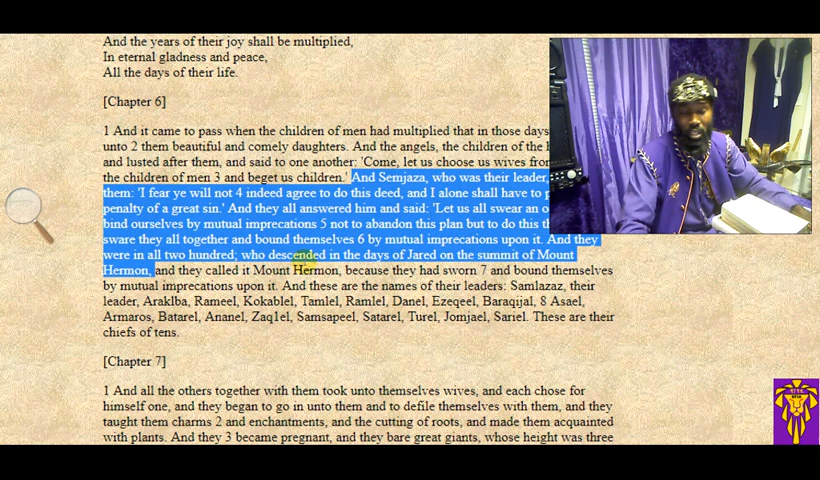 And the years of their joy shall be multiplied,
In eternal gladness and peace,
All the days of their life.
[Chapter 6]
1 And it came to pass when the children of men had multiplied that in those days
unto 2 them beautiful and comely daughters. And the angels, the children of the
and lusted after them, and said to one another: 'Come, let us choose us wives
the children of men 3 and beget us children.' And Semjaza, who was their leader,
them: 'I fear ye will not 4 indeed agree to do this deed, and I alone shall have to
penalty of a great sin.' And they all answered him and said: 'Let us all swear an
bind ourselves by mutual imprecations 5 not to abandon this plan but to do this
sware they all together and bound themselves 6 by mutual imprecations upon it. And they
were in all two hundred; who descended in the days of Jared on the summit of Mount
Hermon, and they called it Mount Hermon, because they had sworn 7 and bound themselves
by mutual imprecations upon it. And these are the names of their leaders: Samlazaz, their
leader, Araklba, Rameel, Kokablel, Tamlel, Ramlel, Danel, Ezeqeel, Baraqijal, 8 Asael,
Armaros, Batarel, Ananel, Zaq1el, Samsapeel, Satarel, Turel, Jomjael, Sariel. These are their
chiefs of tens.
[Chapter 7]
1 And all the others together with them took unto themselves wives, and each chose for
himself one, and they began to go in unto them and to defile themselves with them, and they
taught them charms 2 and enchantments, and the cutting of roots, and made them acquainted
with plants. And they 3 became pregnant, and they bare great giants, whose height was three